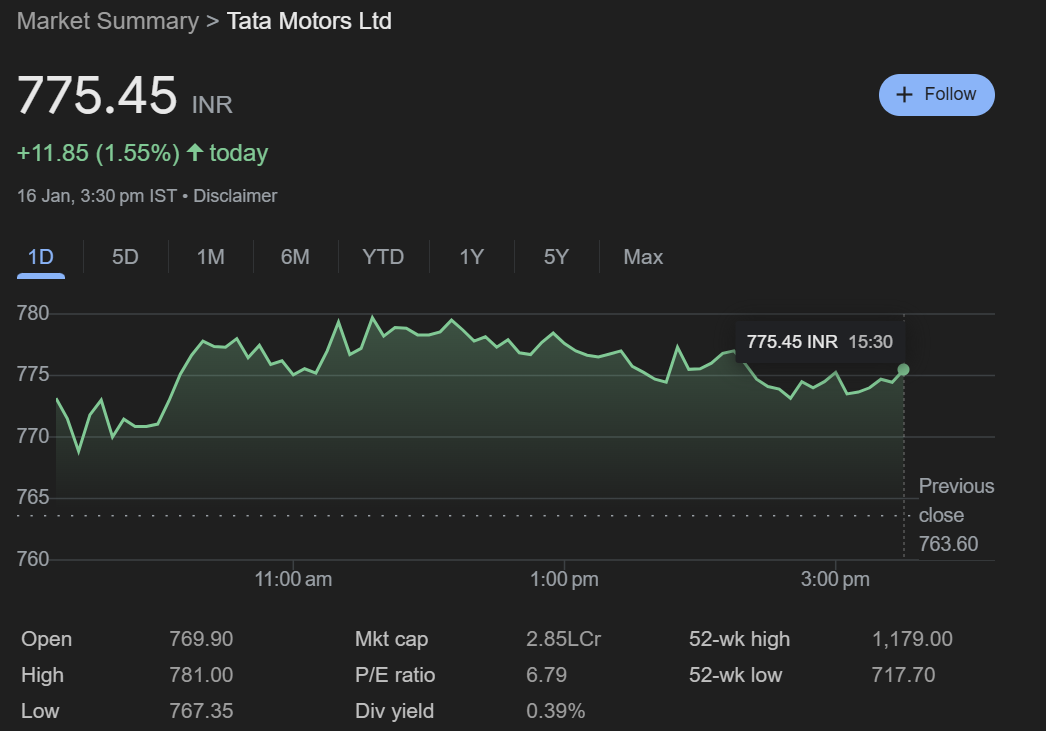 Market Summary > Tata Motors Ltd
775.45 INR
+ Follow
+11.85 (1.55%) ↑ today
16 Jan, 3:30 pm IST • Disclaimer
1D 5D 1M 6M YTD 1Y 5Y Max
780
775.45 INR 15:30
775
770
765
Previous
close
763.60
760
11:00 am 1:00 pm 3:00 pm
Open 769.90 Mkt cap 2.85LCr 52-wk high 1,179.00
High 781.00 P/E ratio 6.79 52-wk low 717.70
Low 767.35 Div yield 0.39%